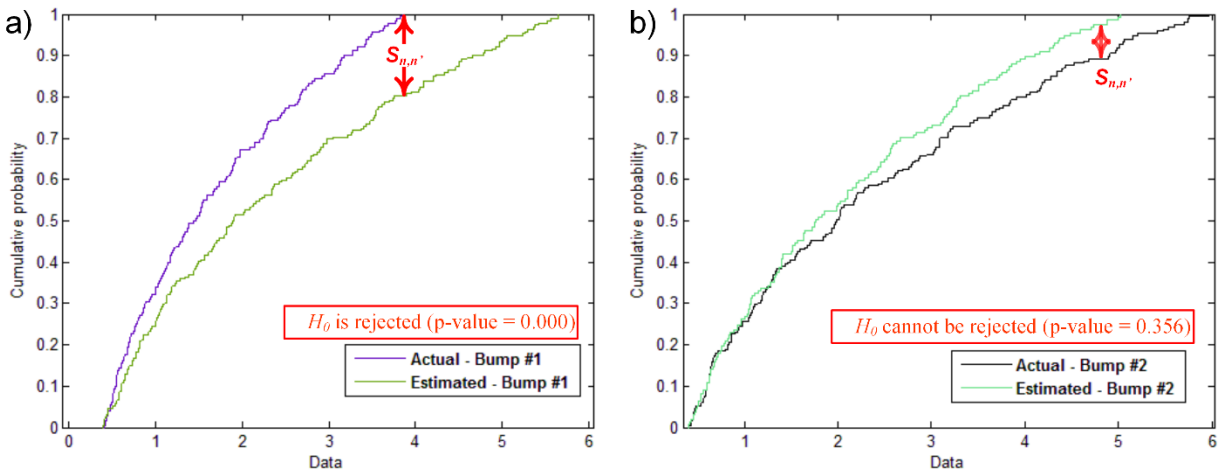 a)
1
0.9
0.8
0.7
0.6
0.5
0.4
0.3
0.2
0.1
0
Cumulative probability
Sn,n'
H0 is rejected (p-value = 0.000)
Actual - Bump #1
Estimated - Bump #1
0 1 2 3 4 5 6
Data
b)
1
0.9
0.8
0.7
0.6
0.5
0.4
0.3
0.2
0.1
0
Cumulative probability
Sn,n'
H0 cannot be rejected (p-value = 0.356)
Actual - Bump #2
Estimated - Bump #2
1 2 3 4 5 6
Data